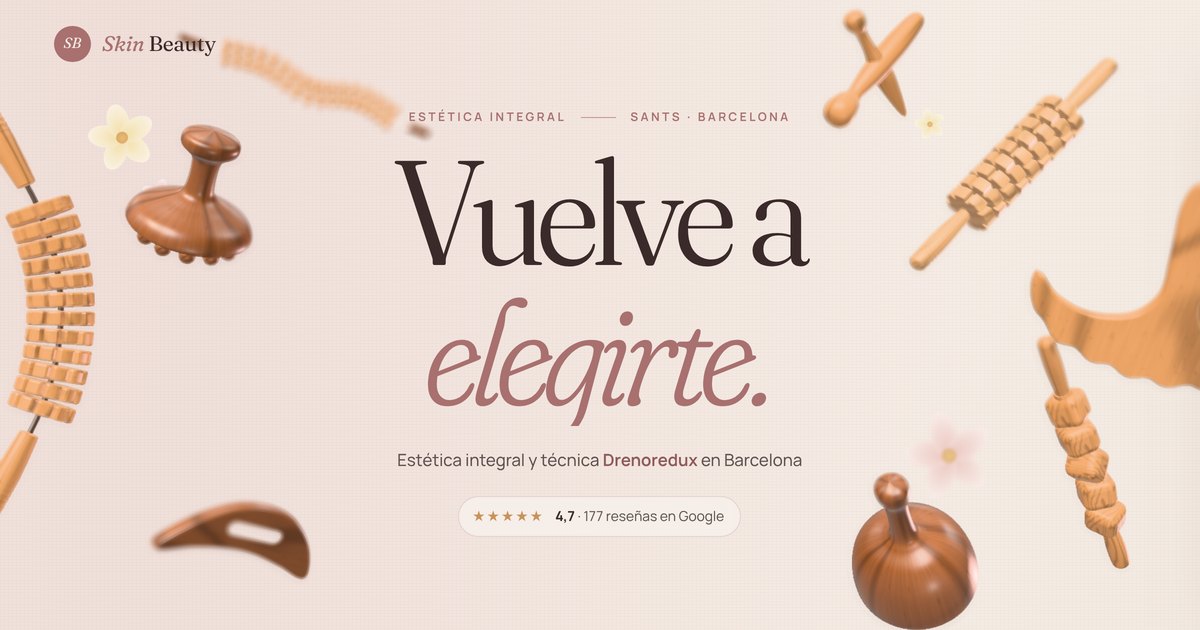 SB Skin Beauty
ESTÉTICA INTEGRAL — SANTS · BARCELONA
Vuelve a
elegirte.
Estética integral y técnica Drenoredux en Barcelona
★★★★★ 4,7 · 177 reseñas en Google